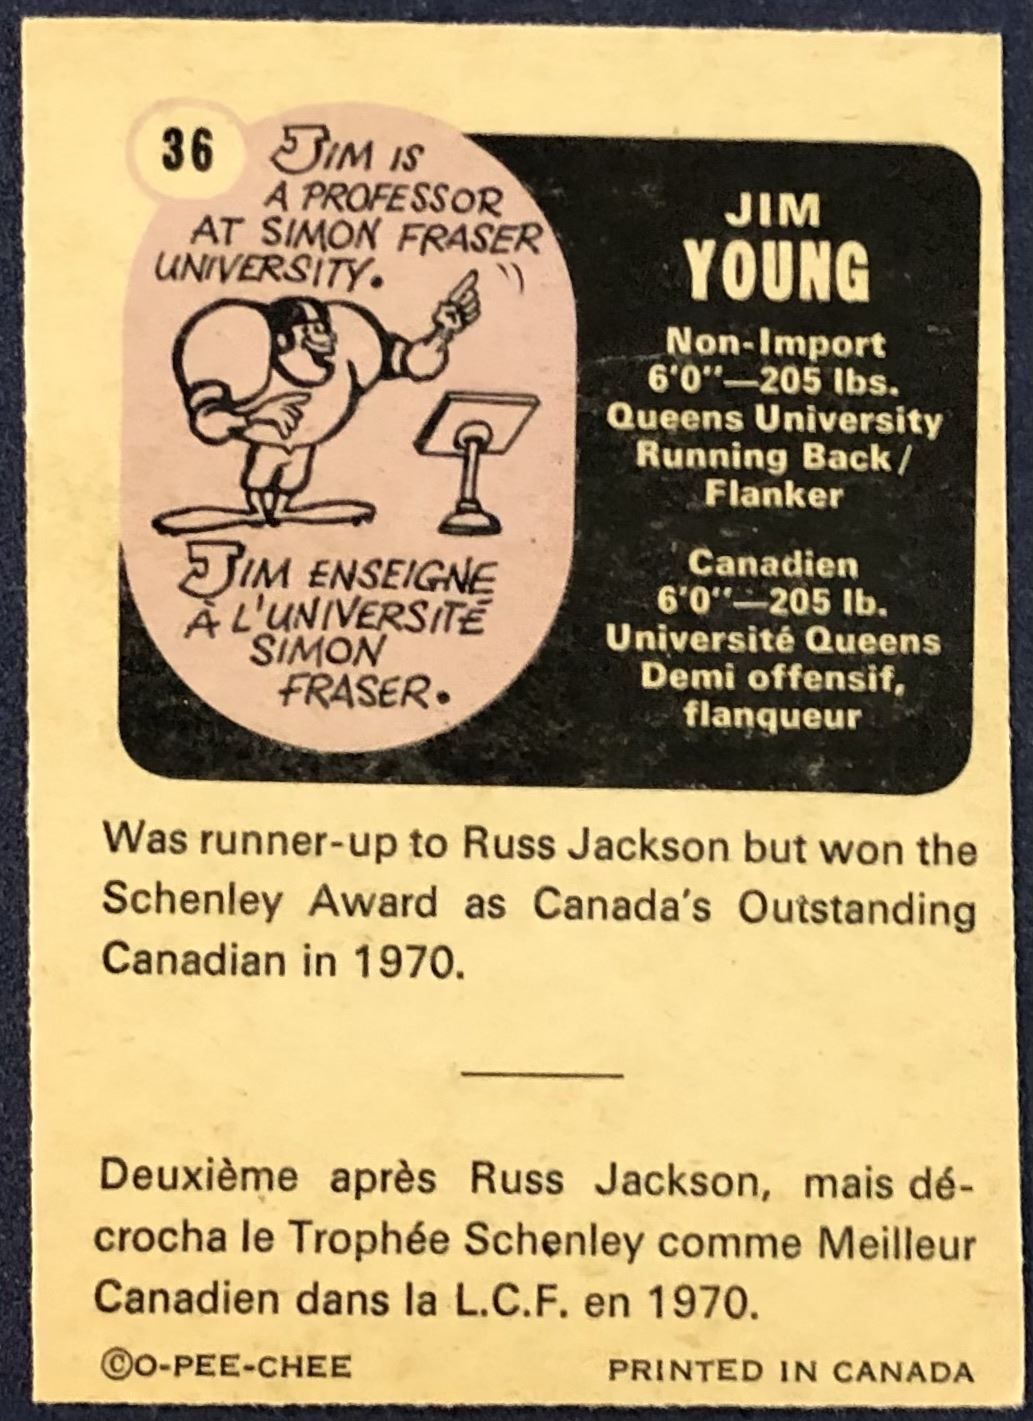 36
JIM IS
A PROFESSOR
AT SIMON FRASER
UNIVERSITY.
JIM ENSEIGNE
À L'UNIVERSITÉ
SIMON
FRASER.
JIM
YOUNG
Non-Import
6'0"—205 lbs.
Queens University
Running Back/
Flanker
Canadien
6'0"—205 lb.
Université Queens
Demi offensif,
flanqueur
Was runner-up to Russ Jackson but won the
Schenley Award as Canada's Outstanding
Canadian in 1970.
Deuxième après Russ Jackson, mais dé-
crocha le Trophée Schenley comme Meilleur
Canadien dans la L.C.F. en 1970.
©O-PEE-CHEE
PRINTED IN CANADA